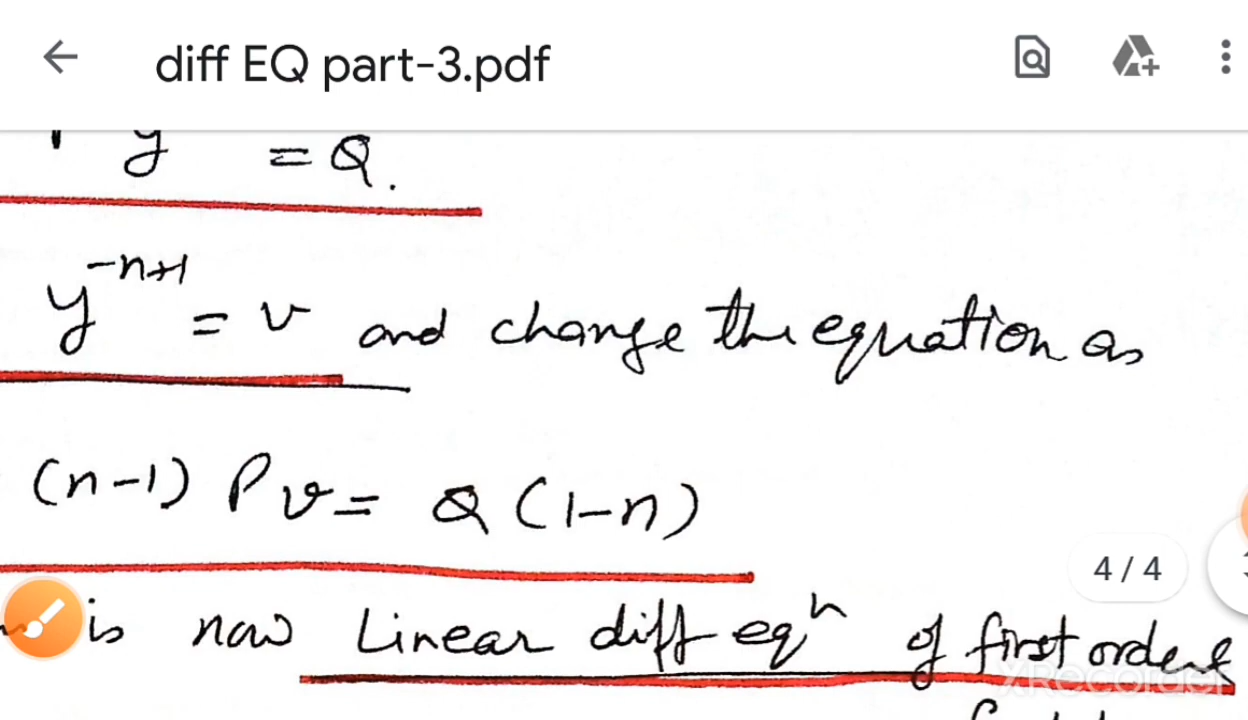 diff EQ part-3.pdf
y = Q.
y^{-n+1} = v and change the equation as
(n-1) Pv = Q (1-n)
4 / 4
is now Linear diff eq^n of first order &
XRecorder